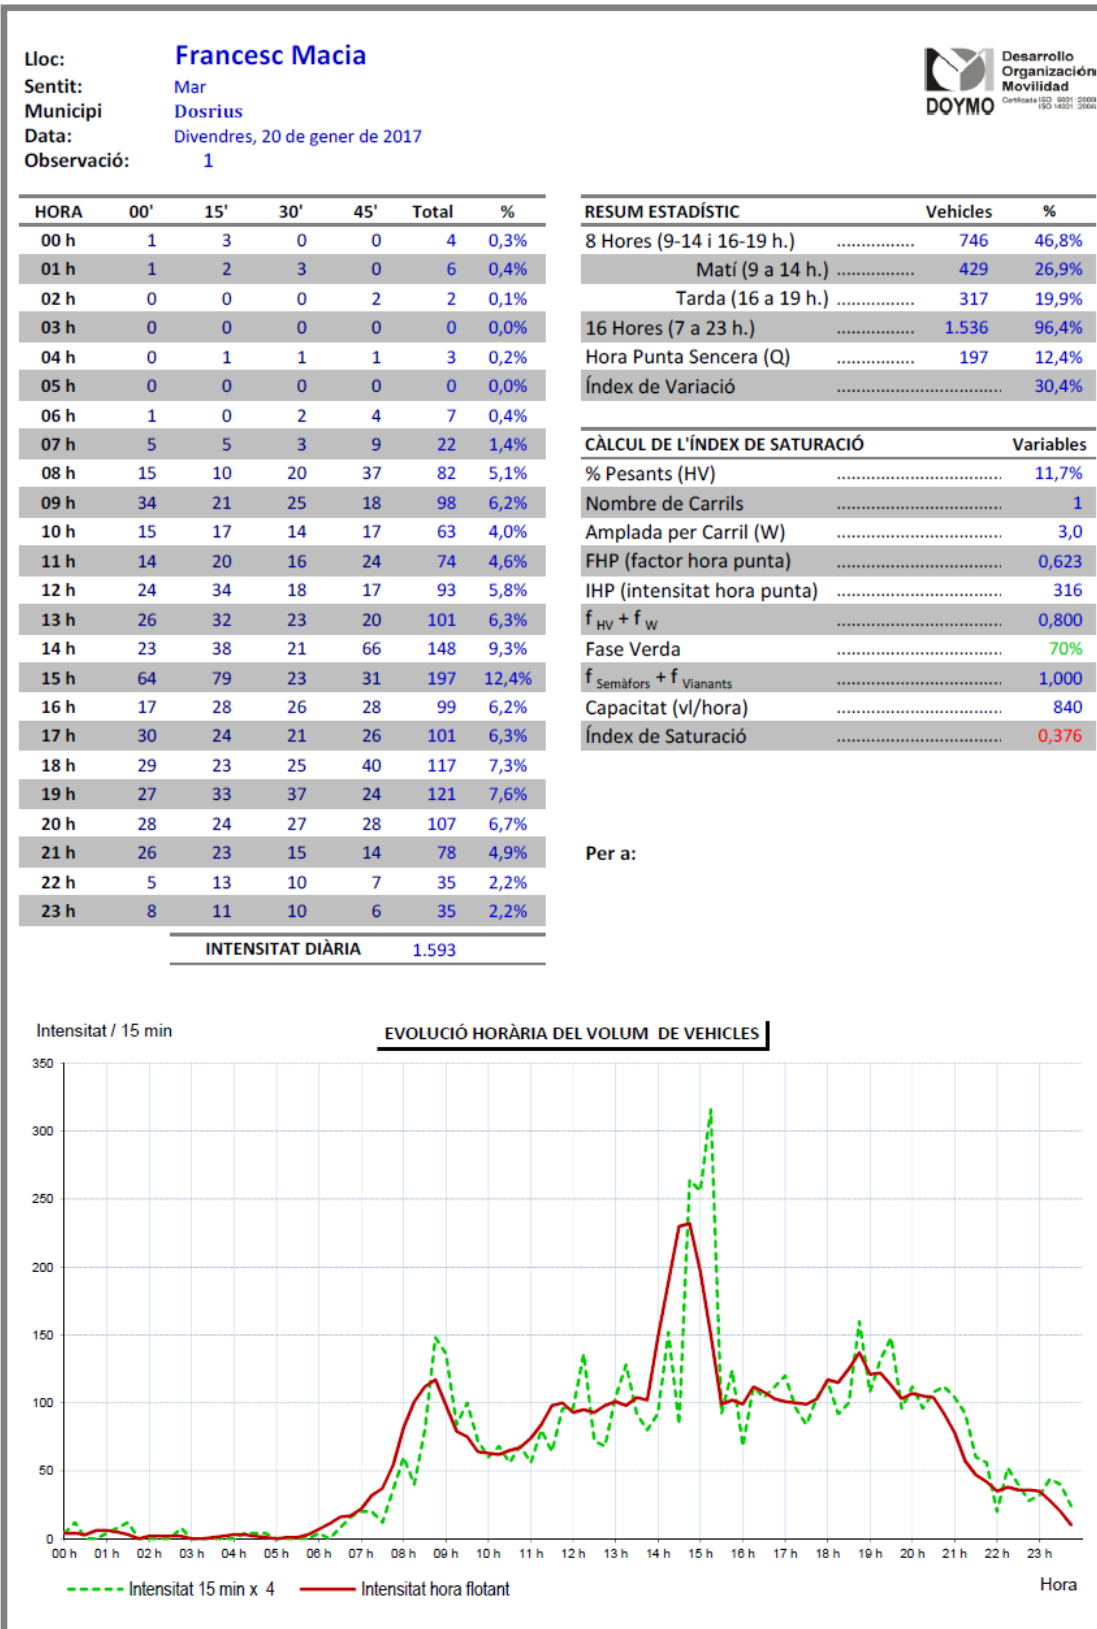 Lloc: Francesc Macia
Sentit: Mar
Municipi Dosrius
Data: Divendres, 20 de gener de 2017
Observació: 1
Desarrollo
Organización
Movilidad
DOYMO
HORA 00' 15' 30' 45' Total %
00 h 1 3 0 0 4 0,3%
01 h 1 2 3 0 6 0,4%
02 h 0 0 0 2 2 0,1%
03 h 0 0 0 0 0 0,0%
04 h 0 1 1 1 3 0,2%
05 h 0 0 0 0 0 0,0%
06 h 1 0 2 4 7 0,4%
07 h 5 5 3 9 22 1,4%
08 h 15 10 20 37 82 5,1%
09 h 34 21 25 18 98 6,2%
10 h 15 17 14 17 63 4,0%
11 h 14 20 16 24 74 4,6%
12 h 24 34 18 17 93 5,8%
13 h 26 32 23 20 101 6,3%
14 h 23 38 21 66 148 9,3%
15 h 64 79 23 31 197 12,4%
16 h 17 28 26 28 99 6,2%
17 h 30 24 21 26 101 6,3%
18 h 29 23 25 40 117 7,3%
19 h 27 33 37 24 121 7,6%
20 h 28 24 27 28 107 6,7%
21 h 26 23 15 14 78 4,9%
22 h 5 13 10 7 35 2,2%
23 h 8 11 10 6 35 2,2%
INTENSITAT DIÀRIA 1.593
RESUM ESTADÍSTIC Vehicles %
8 Hores (9-14 i 16-19 h.) ................ 746 46,8%
Matí (9 a 14 h.) ................ 429 26,9%
Tarda (16 a 19 h.) ................ 317 19,9%
16 Hores (7 a 23 h.) ................ 1.536 96,4%
Hora Punta Sencera (Q) ................ 197 12,4%
Índex de Variació .................................. 30,4%
CÀLCUL DE L'ÍNDEX DE SATURACIÓ Variables
% Pesants (HV) .................................. 11,7%
Nombre de Carrils .................................. 1
Amplada per Carril (W) .................................. 3,0
FHP (factor hora punta) .................................. 0,623
IHP (intensitat hora punta) .................................. 316
f HV + f W .................................. 0,800
Fase Verda .................................. 70%
f Semàfors + f Vianants .................................. 1,000
Capacitat (vl/hora) .................................. 840
Índex de Saturació .................................. 0,376
Per a:
Intensitat / 15 min
EVOLUCIÓ HORÀRIA DEL VOLUM DE VEHICLES
350
300
250
200
150
100
50
0
00 h 01 h 02 h 03 h 04 h 05 h 06 h 07 h 08 h 09 h 10 h 11 h 12 h 13 h 14 h 15 h 16 h 17 h 18 h 19 h 20 h 21 h 22 h 23 h
Hora
Intensitat 15 min x 4 Intensitat hora flotant